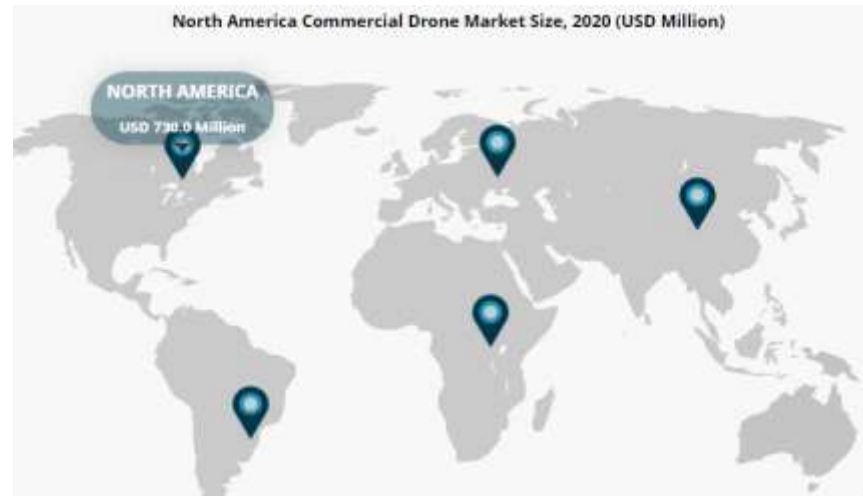 North America Commercial Drone Market Size, 2020 (USD Million)
NORTH AMERICA
USD 730.0 Million